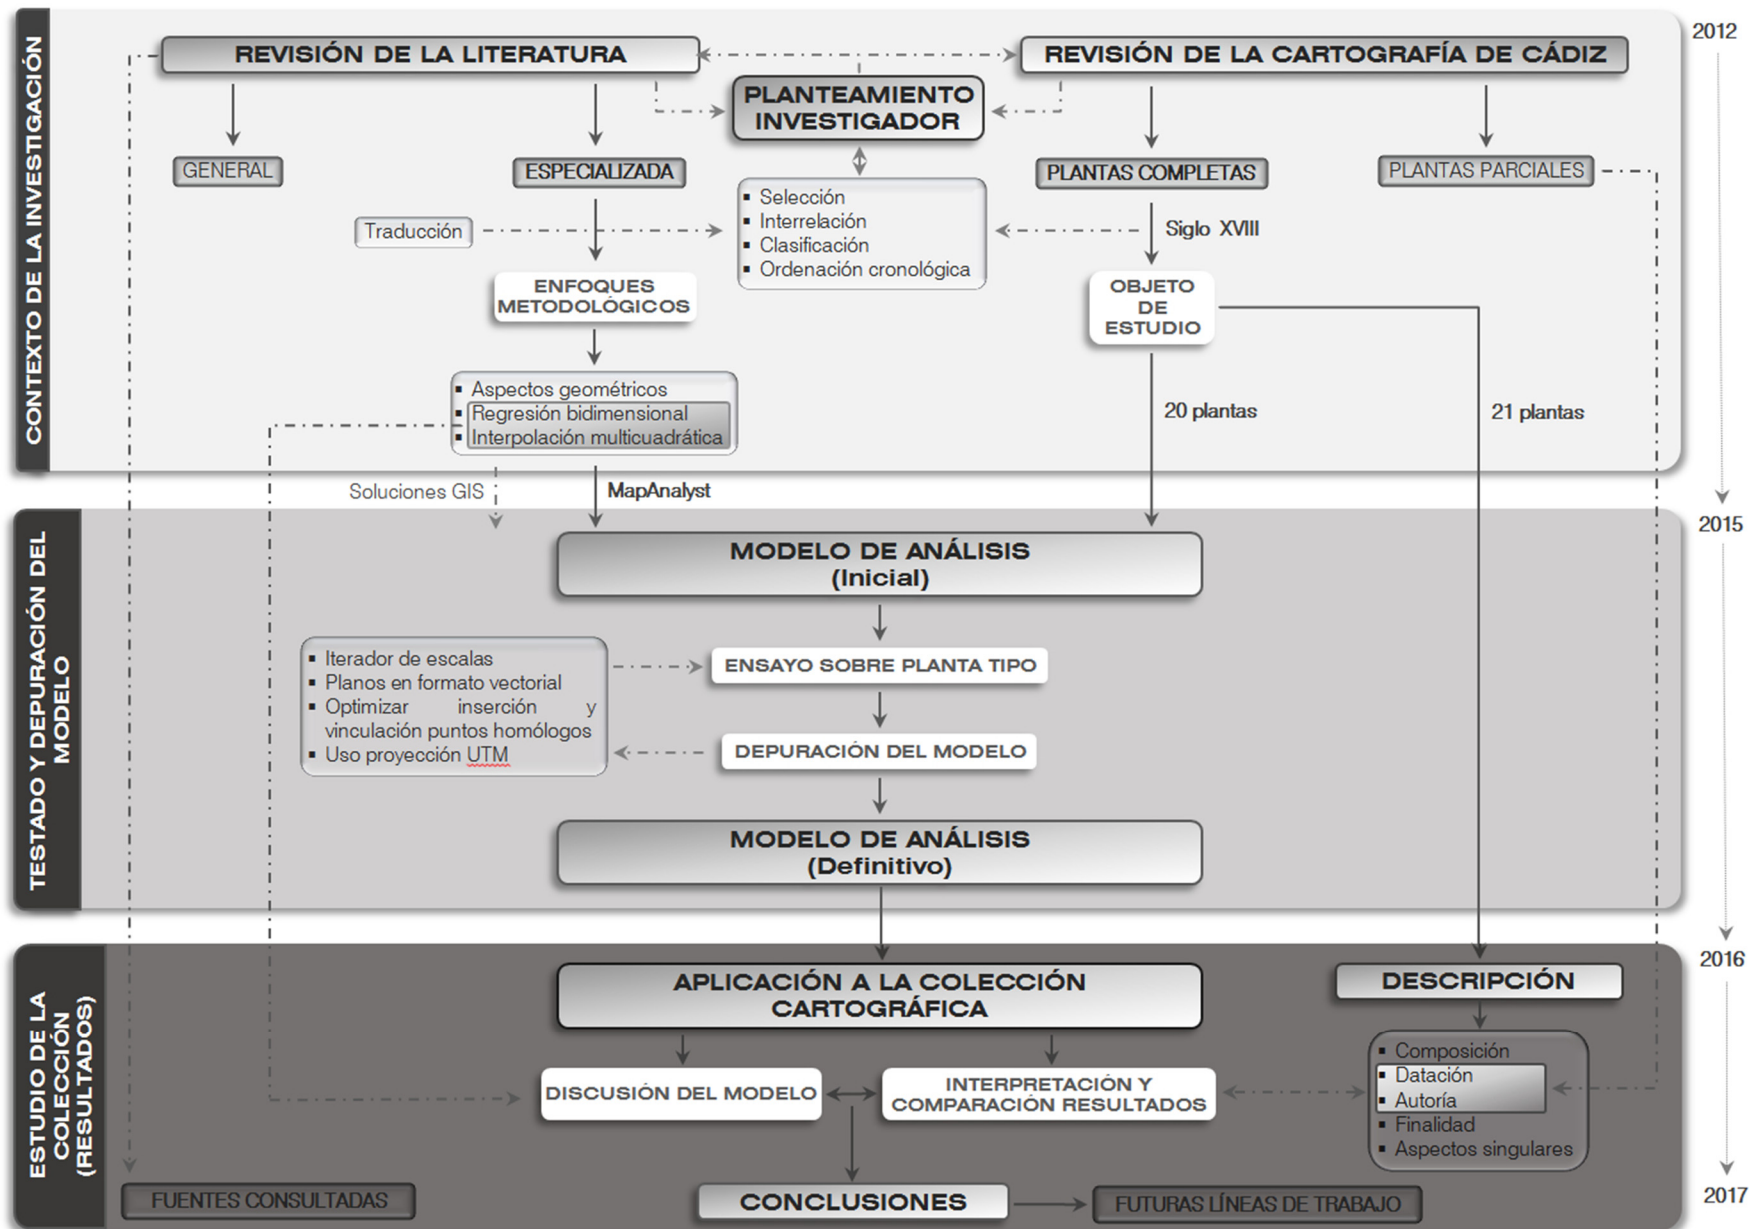 CONTEXTO DE LA INVESTIGACIÓN
2012
REVISIÓN DE LA LITERATURA
REVISIÓN DE LA CARTOGRAFÍA DE CÁDIZ
PLANTEAMIENTO
INVESTIGADOR
GENERAL
ESPECIALIZADA
PLANTAS COMPLETAS
PLANTAS PARCIALES
▪ Selección
▪ Interrelación
▪ Clasificación
▪ Ordenación cronológica
Traducción
Siglo XVIII
ENFOQUES
METODOLÓGICOS
OBJETO
DE
ESTUDIO
▪ Aspectos geométricos
▪ Regresión bidimensional
▪ Interpolación multicuadrática
20 plantas
21 plantas
Soluciones GIS
MapAnalyst
2015
TESTADO Y DEPURACIÓN DEL
MODELO
MODELO DE ANÁLISIS
(Inicial)
▪ Iterador de escalas
▪ Planos en formato vectorial
▪ Optimizar inserción y
vinculación puntos homólogos
▪ Uso proyección UTM
ENSAYO SOBRE PLANTA TIPO
DEPURACIÓN DEL MODELO
MODELO DE ANÁLISIS
(Definitivo)
2016
ESTUDIO DE LA
COLECCIÓN
(RESULTADOS)
APLICACIÓN A LA COLECCIÓN
CARTOGRÁFICA
DESCRIPCIÓN
DISCUSIÓN DEL MODELO
INTERPRETACIÓN Y
COMPARACIÓN RESULTADOS
▪ Composición
▪ Datación
▪ Autoría
▪ Finalidad
▪ Aspectos singulares
FUENTES CONSULTADAS
CONCLUSIONES
FUTURAS LÍNEAS DE TRABAJO
2017